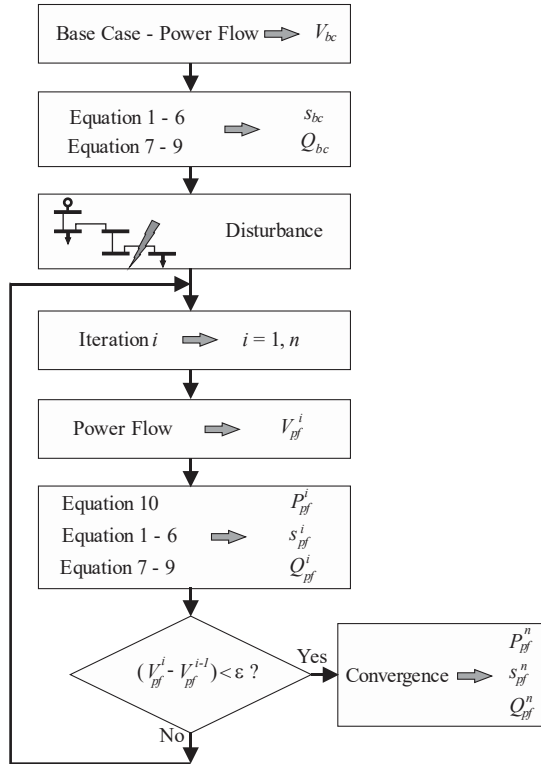 Base Case - Power Flow V_bc
Equation 1 - 6 s_bc
Equation 7 - 9 Q_bc
Disturbance
Iteration i i = 1, n
Power Flow V_pf^i
Equation 10 P_pf^i
Equation 1 - 6 s_pf^i
Equation 7 - 9 Q_pf^i
(V_pf^i - V_pf^i-1) < ε ?
Yes
No
P_pf^n
Convergence s_pf^n
Q_pf^n